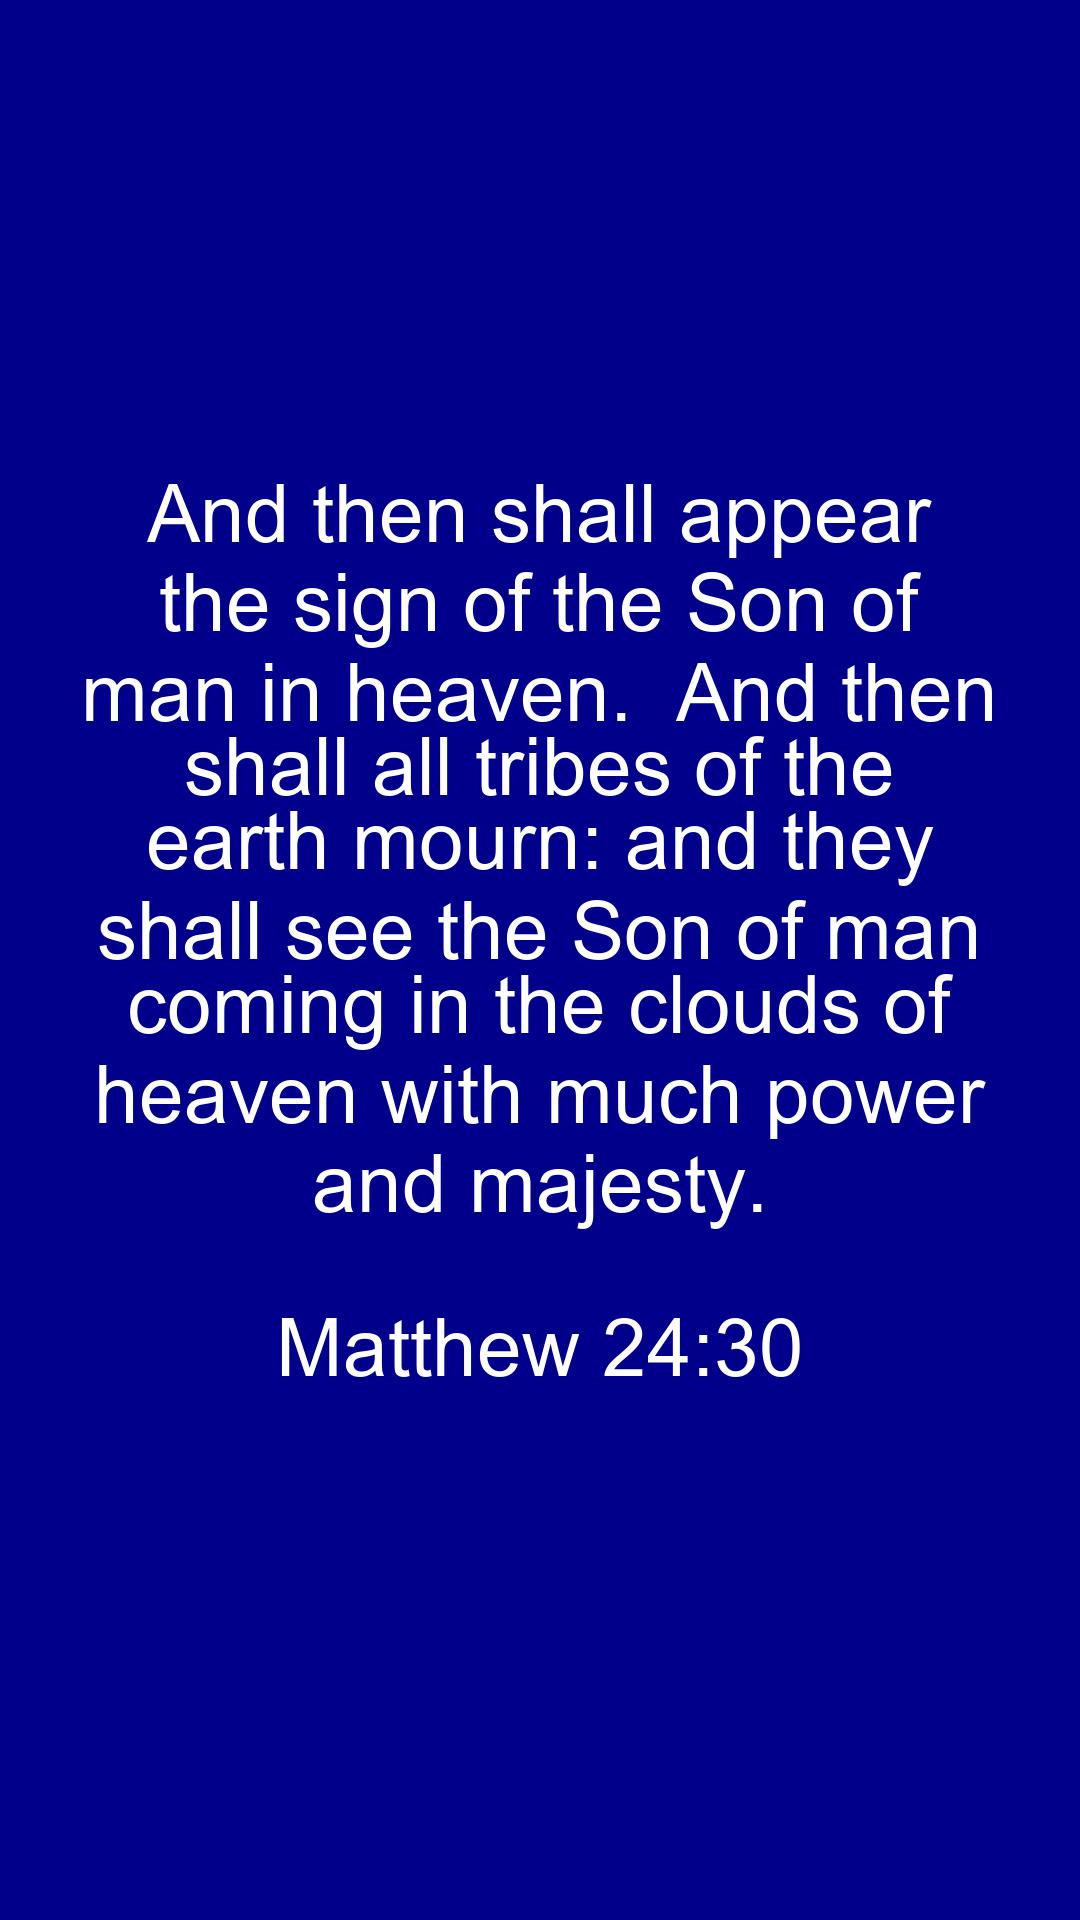 And then shall appear
the sign of the Son of
man in heaven.  And then
shall all tribes of the
earth mourn: and they
shall see the Son of man
coming in the clouds of
heaven with much power
and majesty.
Matthew 24:30